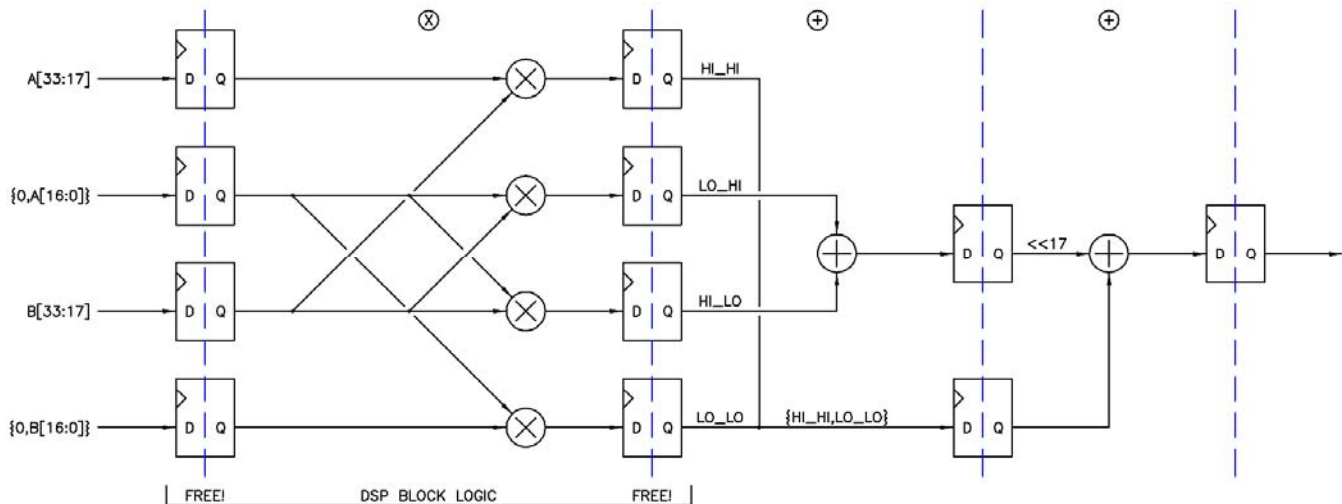 A[33:17]
D Q
D Q
HI_HI
{0,A[16:0]}
D Q
D Q
LO_HI
D Q
<<17
D Q
B[33:17]
D Q
D Q
HI_LO
{0,B[16:0]}
D Q
D Q
LO_LO
{HI_HI,LO_LO}
D Q
FREE!
DSP BLOCK LOGIC
FREE!